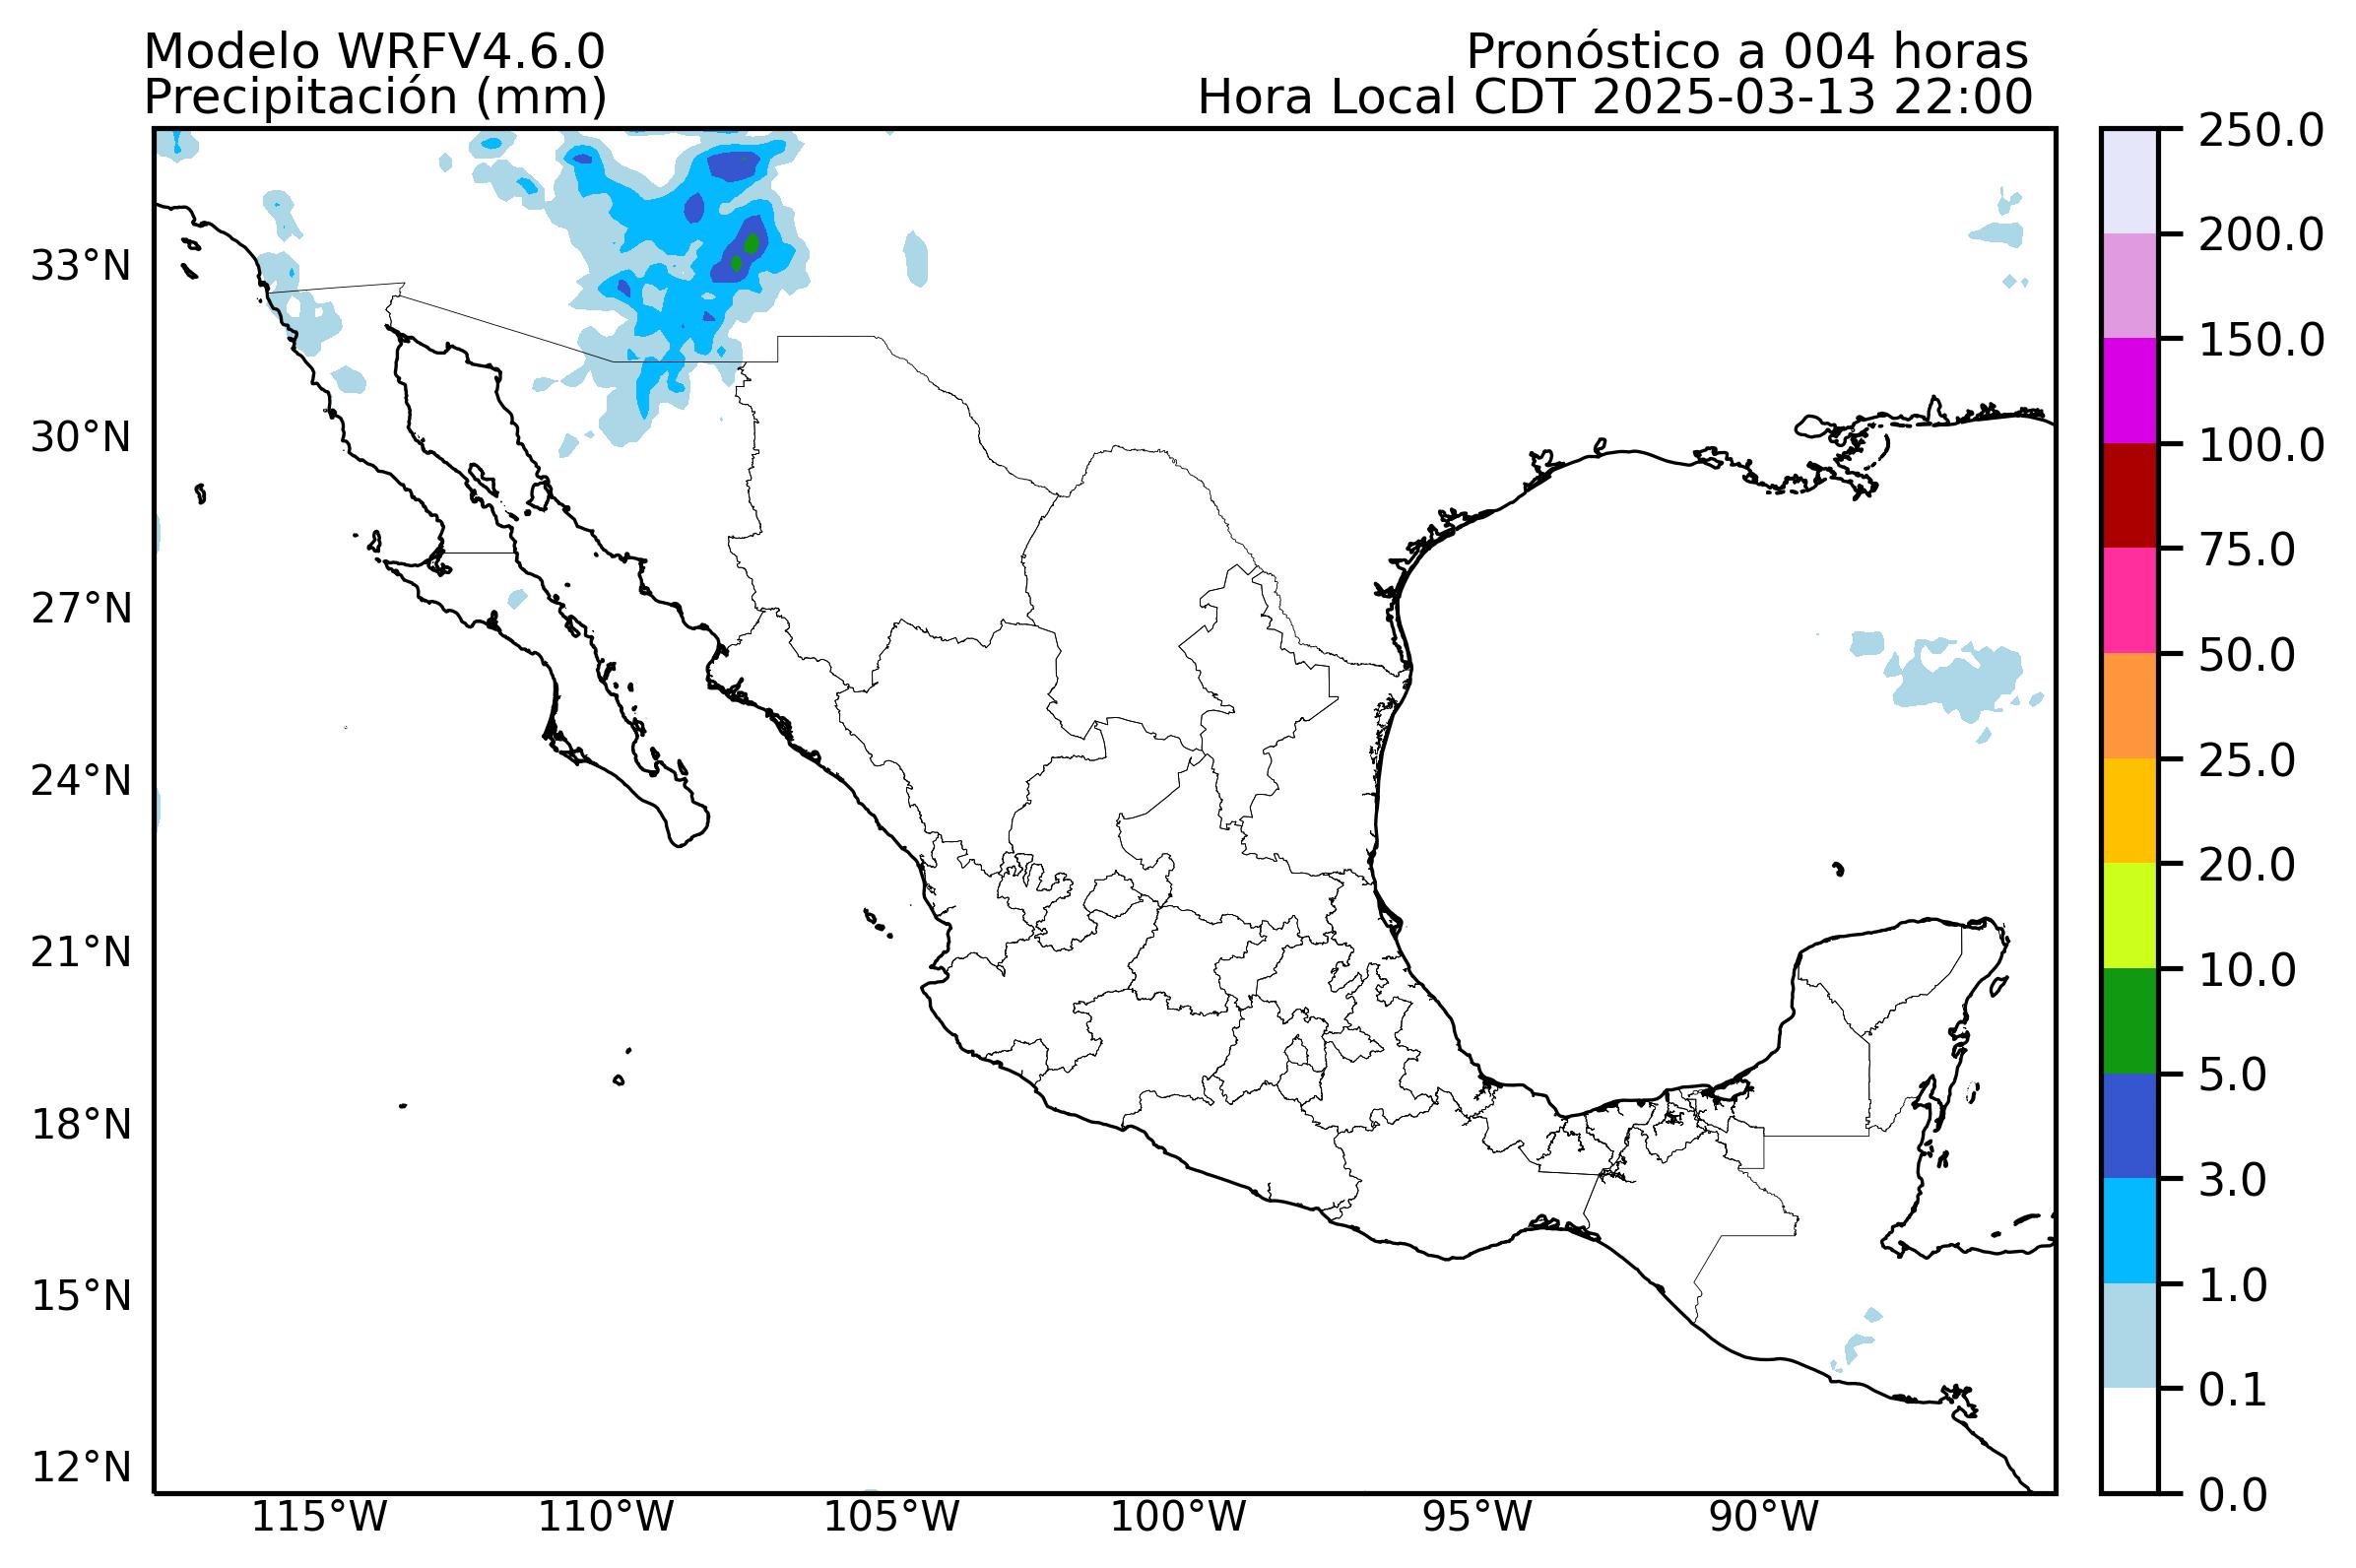 Modelo WRFV4.6.0
Precipitación (mm)
Pronóstico a 004 horas
Hora Local CDT 2025-03-13 22:00
33°N
30°N
27°N
24°N
21°N
18°N
15°N
12°N
115°W
110°W
105°W
100°W
95°W
90°W
250.0
200.0
150.0
100.0
75.0
50.0
25.0
20.0
10.0
5.0
3.0
1.0
0.1
0.0